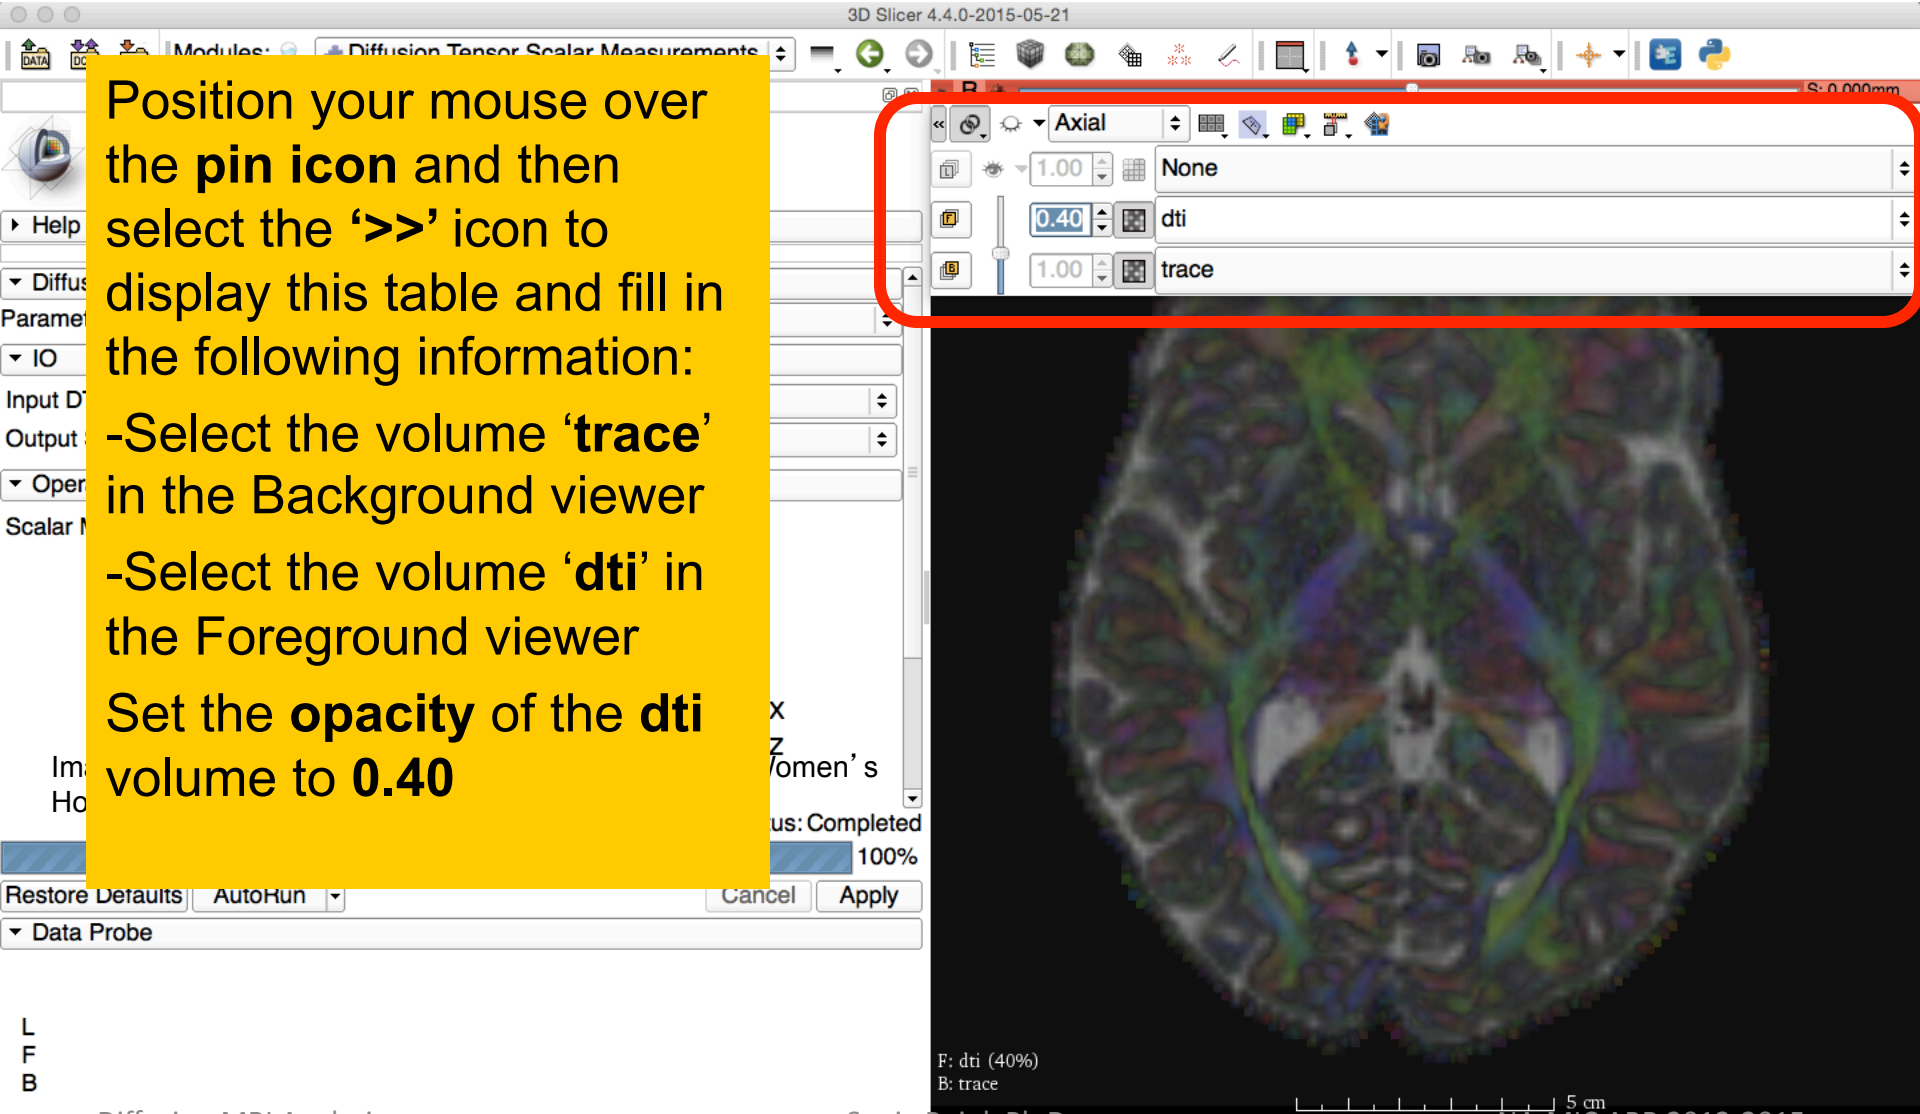 3D Slicer 4.4.0-2015-05-21
DATA
Modules:
Diffusion Tensor Scalar Measurements
Position your mouse over
the pin icon and then
select the ‘>>’ icon to
display this table and fill in
the following information:
-Select the volume ‘trace’
in the Background viewer
-Select the volume ‘dti’ in
the Foreground viewer
Set the opacity of the dti
volume to 0.40
Help
IO
Completed
100%
Restore Defaults
AutoRun
Cancel
Apply
Data Probe
L
F
B
R
S: 0.000mm
«
Axial
L
1.00
None
F
0.40
dti
B
1.00
trace
F: dti (40%)
B: trace
5 cm